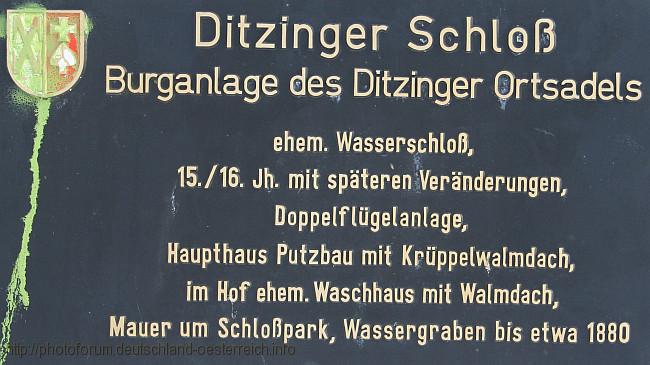 Ditzinger Schloß
Burganlage des Ditzinger Ortsadels
ehem. Wasserschloß,
15./16. Jh. mit späteren Veränderungen,
Doppelflügelanlage,
Haupthaus Putzbau mit Krüppelwalmdach,
im Hof ehem. Waschhaus mit Walmdach,
Mauer um Schloßpark, Wassergraben bis etwa 1880
http://photoforum.deutschland-oesterreich.info